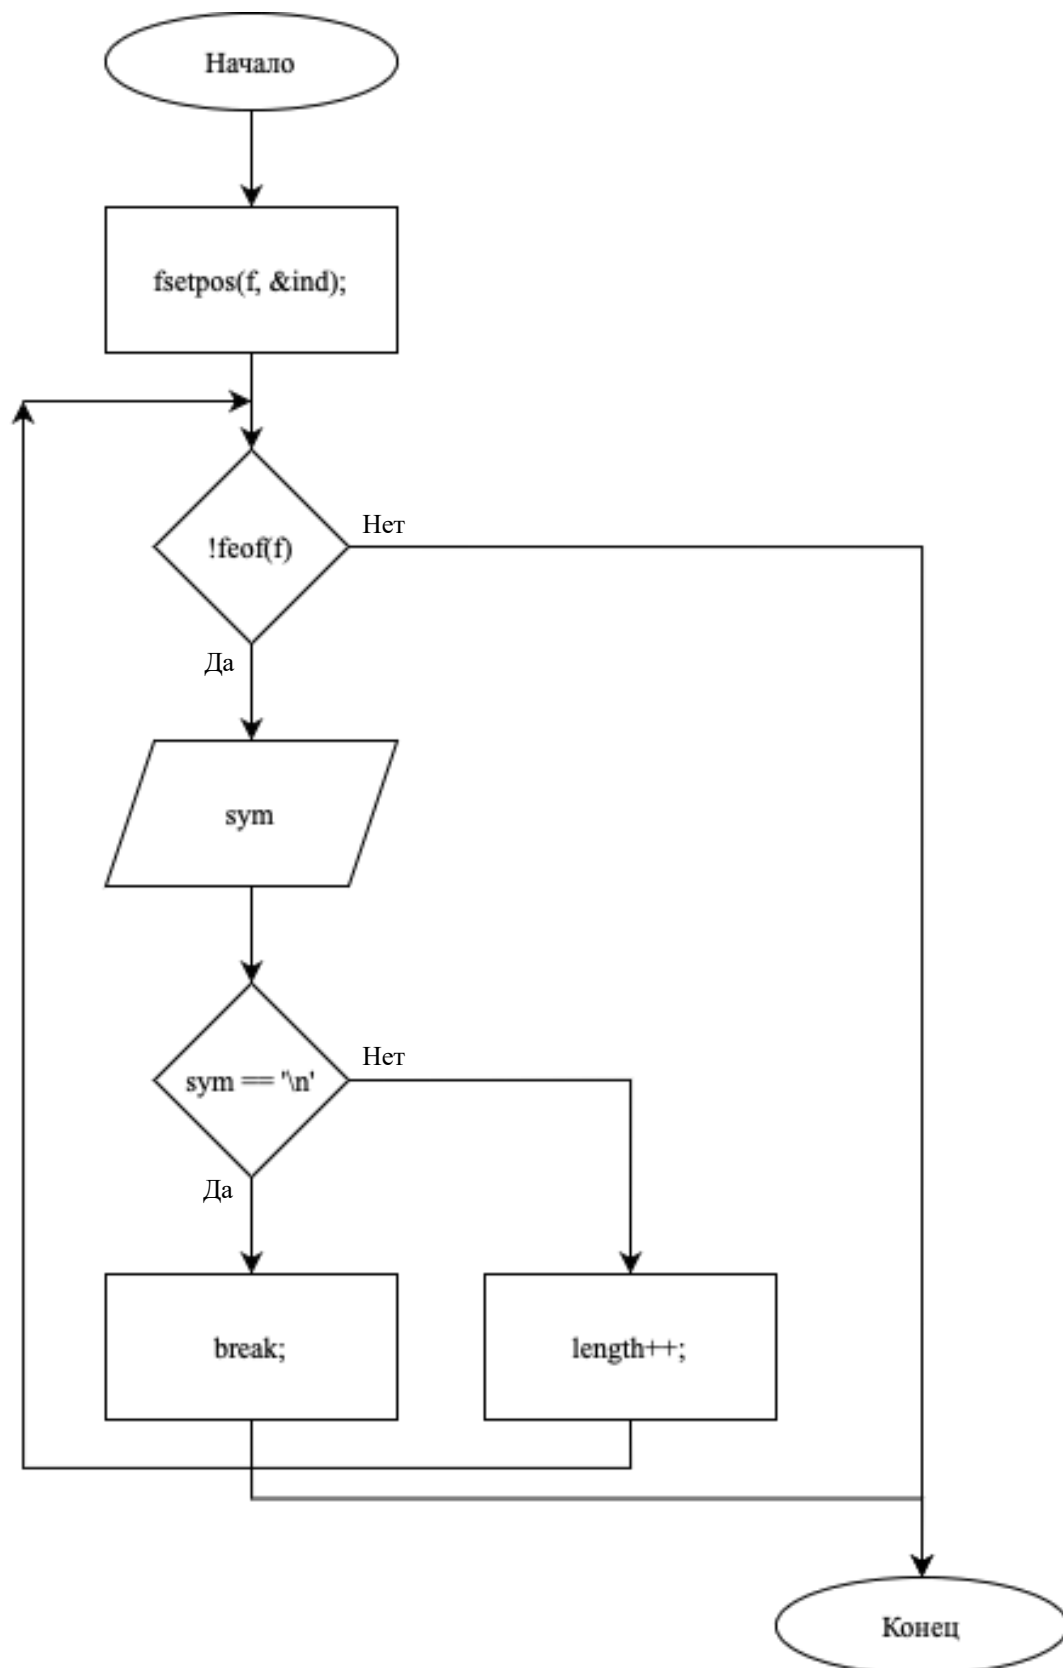 Начало
fsetpos(f, &ind);
!feof(f)
Нет
Да
sym
sym == '\n'
Нет
Да
break;
length++;
Конец